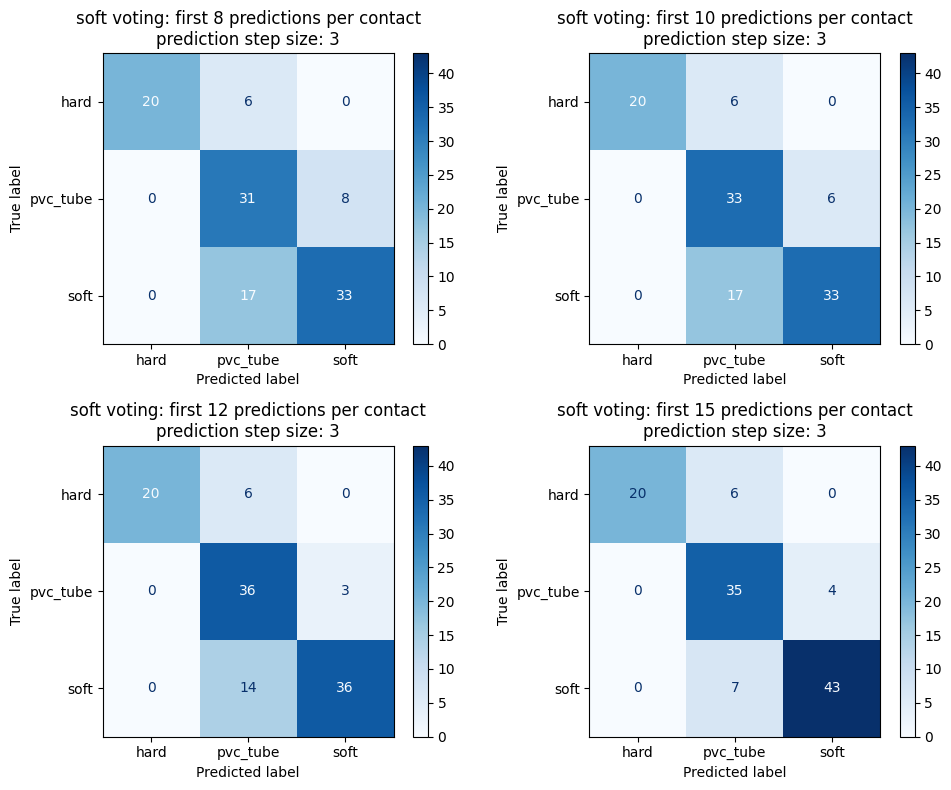 soft voting: first 8 predictions per contact
prediction step size: 3
True label
hard
pvc_tube
soft
20 6 0
0 31 8
0 17 33
hard pvc_tube soft
Predicted label
40
35
30
25
20
15
10
5
0
soft voting: first 10 predictions per contact
prediction step size: 3
True label
hard
pvc_tube
soft
20 6 0
0 33 6
0 17 33
hard pvc_tube soft
Predicted label
40
35
30
25
20
15
10
5
0
soft voting: first 12 predictions per contact
prediction step size: 3
True label
hard
pvc_tube
soft
20 6 0
0 36 3
0 14 36
hard pvc_tube soft
Predicted label
40
35
30
25
20
15
10
5
0
soft voting: first 15 predictions per contact
prediction step size: 3
True label
hard
pvc_tube
soft
20 6 0
0 35 4
0 7 43
hard pvc_tube soft
Predicted label
40
35
30
25
20
15
10
5
0